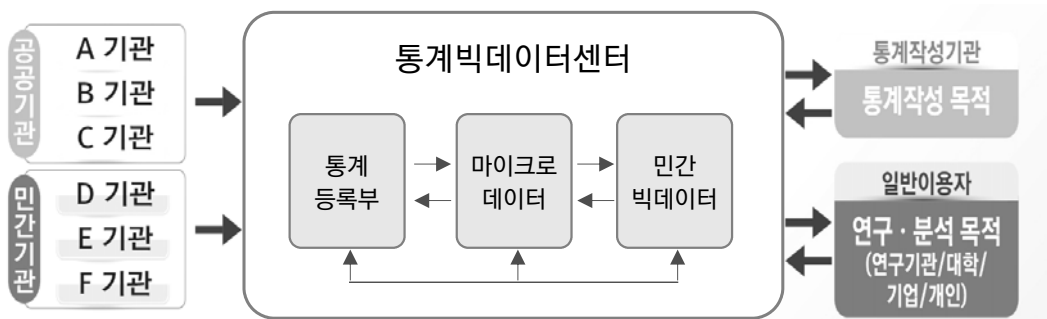 공공기관
A 기관
B 기관
C 기관
민간기관
D 기관
E 기관
F 기관
통계빅데이터센터
통계
등록부
마이크로
데이터
민간
빅데이터
통계작성기관
통계작성 목적
일반이용자
연구 · 분석 목적
(연구기관/대학/
기업/개인)